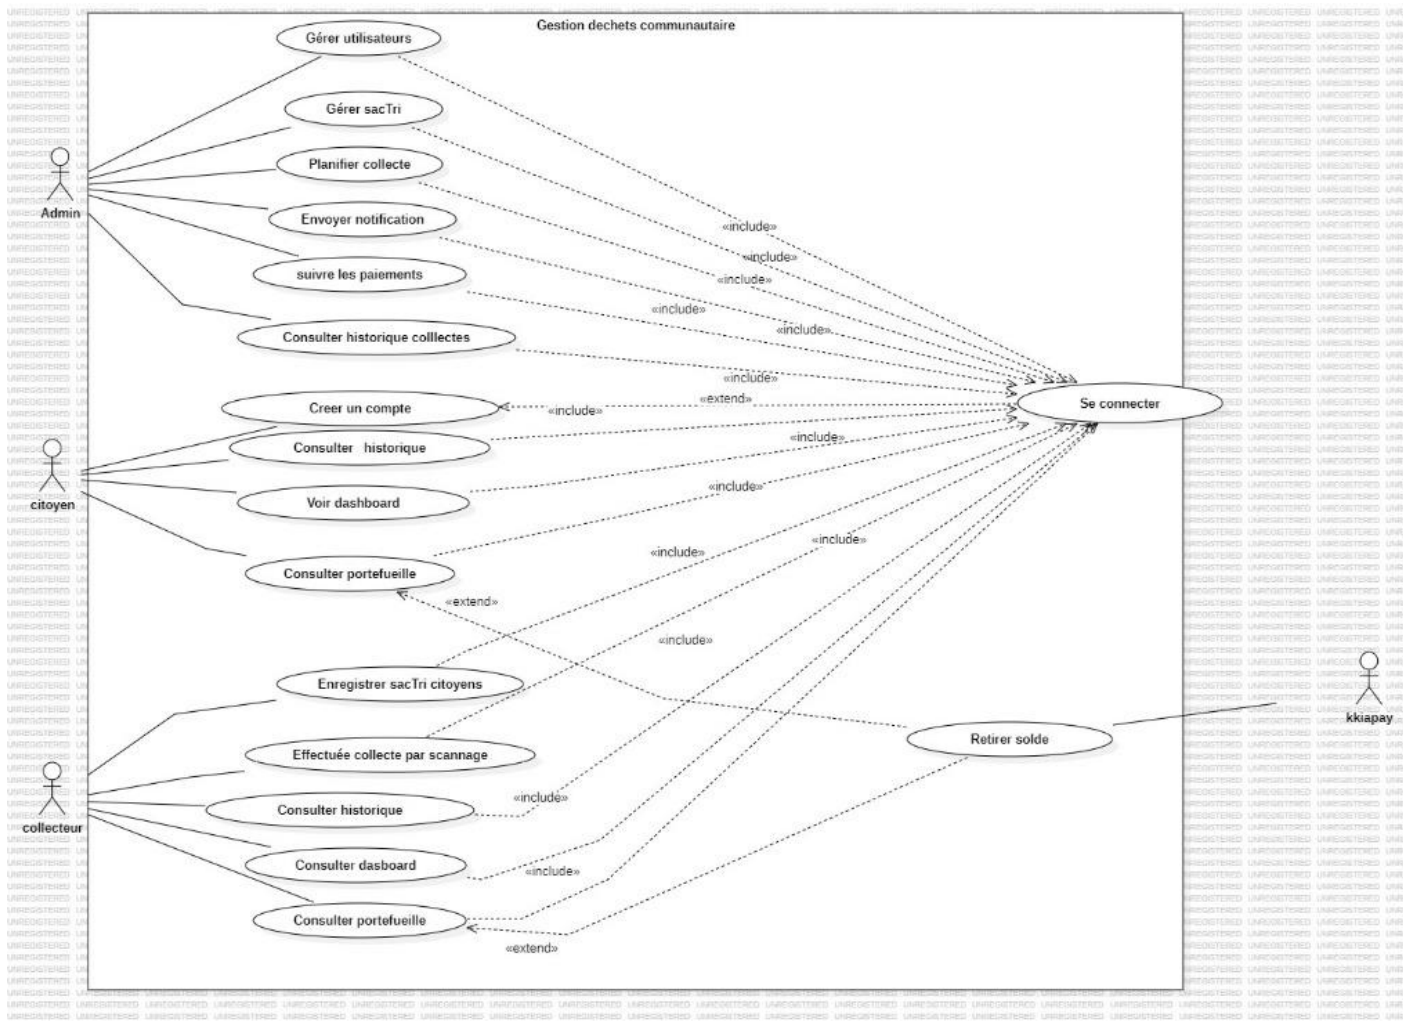 Gestion dechets communautaire
Gérer utilisateurs
Gérer sacTri
Planifier collecte
Admin
Envoyer notification
«include»
«include»
suivre les paiements
«include»
«include»
«include»
Consulter historique colllectes
«include»
«extend»
Creer un compte
«include»
Se connecter
«include»
Consulter historique
«include»
Voir dashboard
citoyen
«include»
«include»
Consulter portefueille
«extend»
«include»
Enregistrer sacTri citoyens
kkiapay
Retirer solde
Effectuée collecte par scannage
«include»
Consulter historique
collecteur
Consulter dasboard
«include»
Consulter portefueille
«extend»
UNREGISTERED